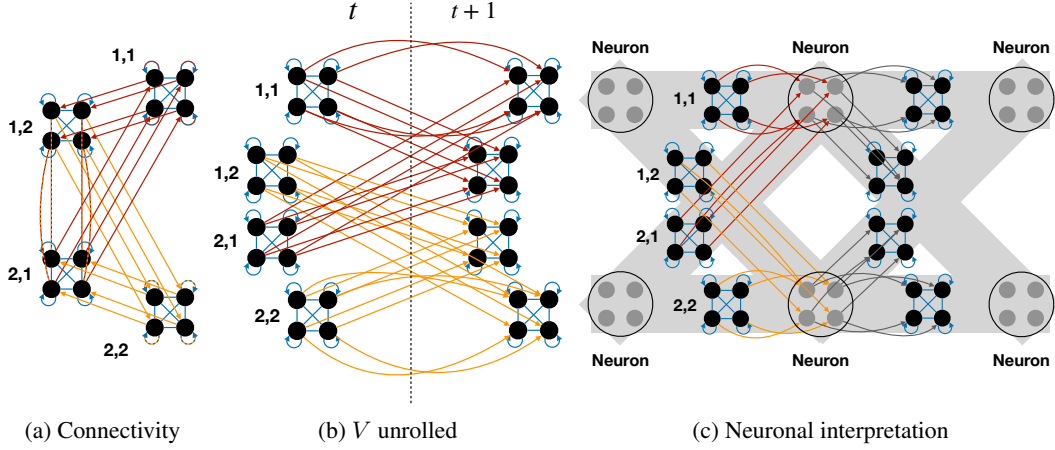 t
t + 1
1,1
1,2
2,1
2,2
1,1
1,2
2,1
2,2
Neuron
Neuron
Neuron
1,1
1,2
2,1
2,2
Neuron
Neuron
Neuron
(a) Connectivity
(b) V unrolled
(c) Neuronal interpretation